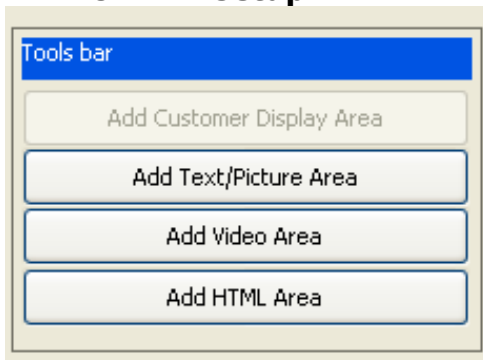 Tools bar
Add Customer Display Area
Add Text/Picture Area
Add Video Area
Add HTML Area